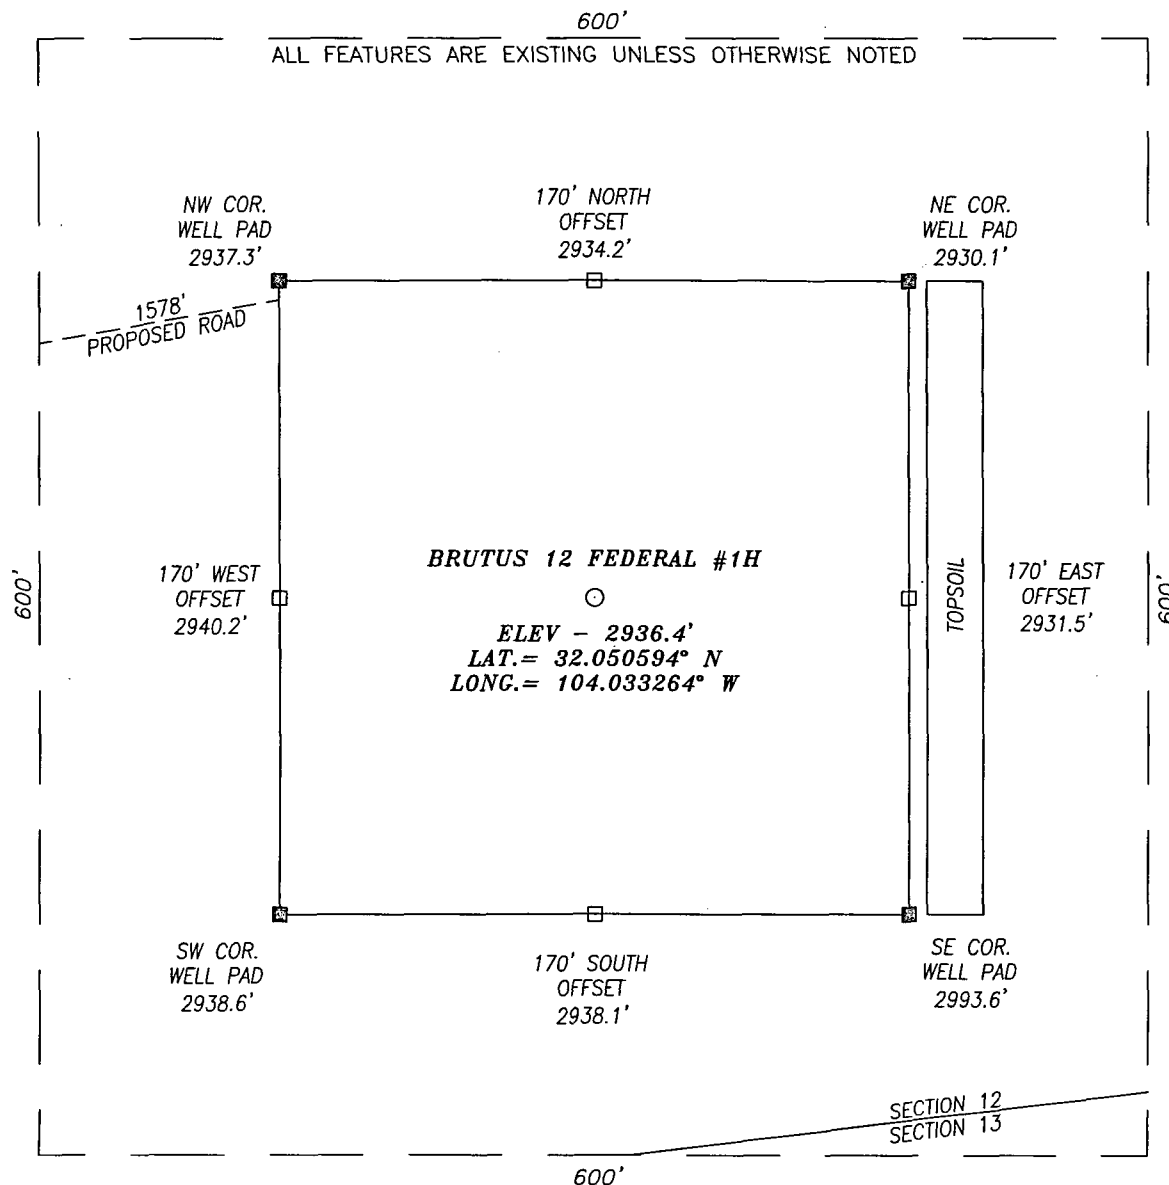 600'
ALL FEATURES ARE EXISTING UNLESS OTHERWISE NOTED
NW COR.
WELL PAD
2937.3'
170' NORTH
OFFSET
2934.2'
NE COR.
WELL PAD
2930.1'
1578'
PROPOSED ROAD
600'
170' WEST
OFFSET
2940.2'
BRUTUS 12 FEDERAL #1H
ELEV - 2936.4'
LAT.= 32.050594° N
LONG.= 104.033264° W
TOPSOIL
170' EAST
OFFSET
2931.5'
600'
SW COR.
WELL PAD
2938.6'
170' SOUTH
OFFSET
2938.1'
SE COR.
WELL PAD
2993.6'
SECTION 12
SECTION 13
600'